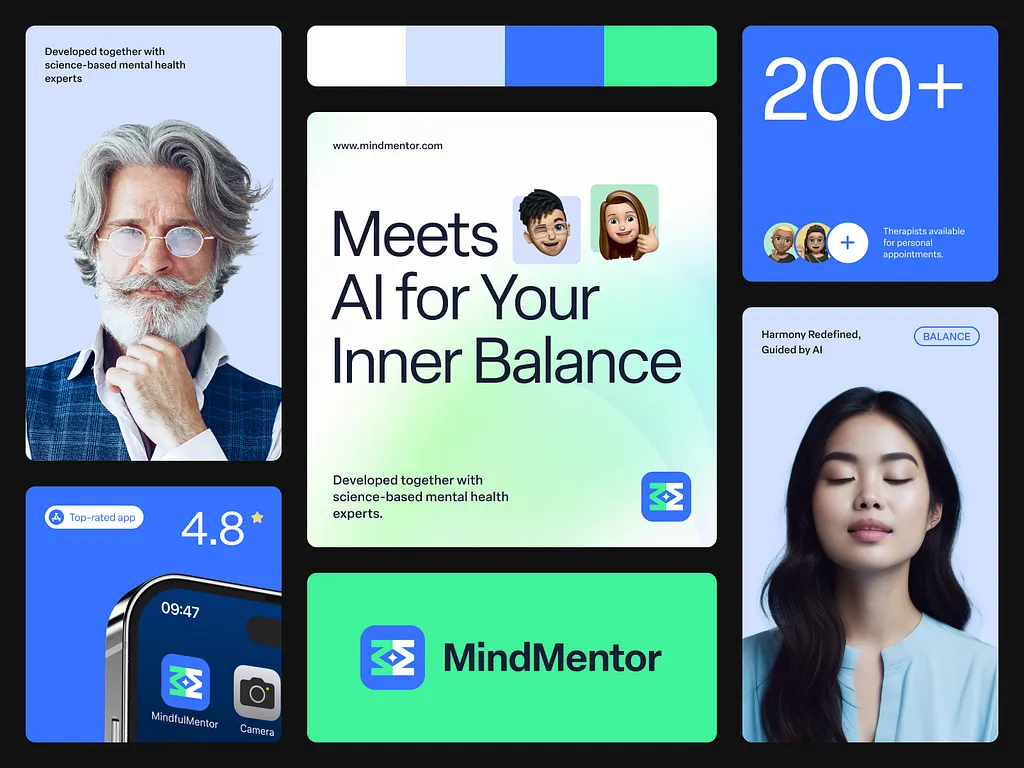 Developed together with
science-based mental health
experts
Top-rated app
4.8
09:47
MindfulMentor
Camera
www.mindmentor.com
Meets
AI for Your
Inner Balance
Developed together with
science-based mental health
experts.
MindMentor
200+
Therapists available
for personal
appointments.
Harmony Redefined,
Guided by AI
BALANCE